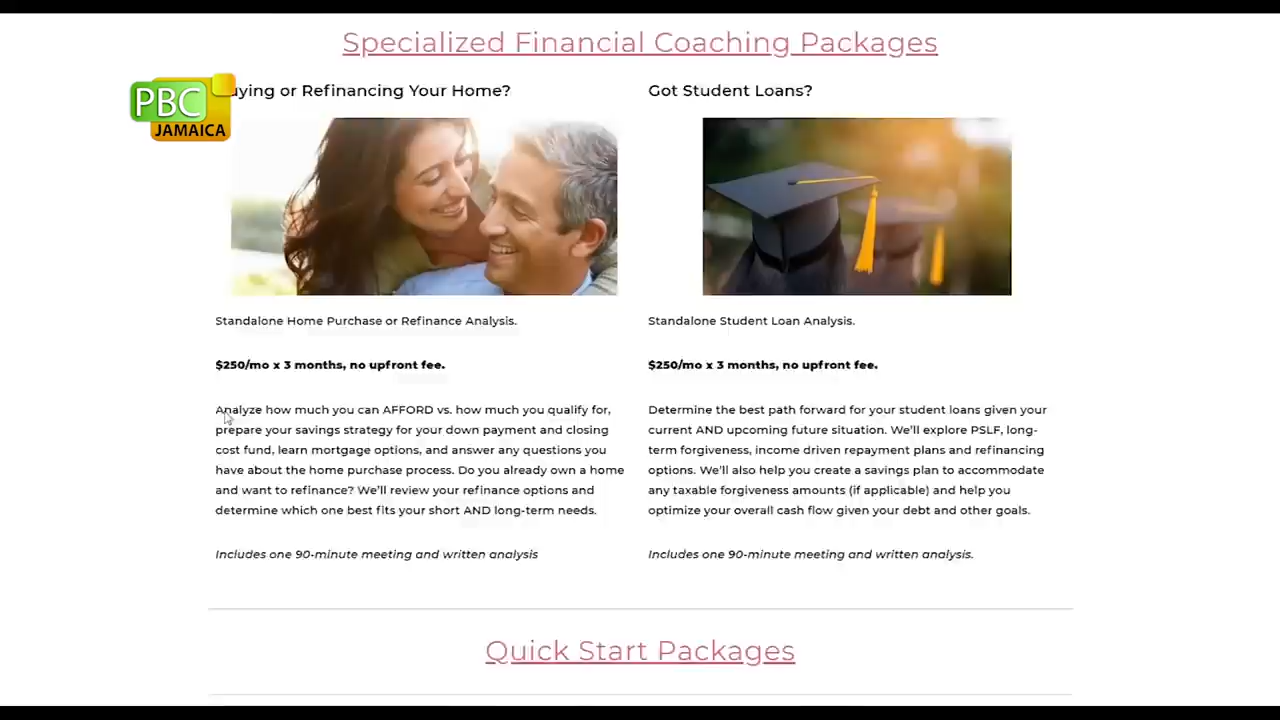 Specialized Financial Coaching Packages
PBC
JAMAICA
uying or Refinancing Your Home?
Got Student Loans?
Standalone Home Purchase or Refinance Analysis.
$250/mo x 3 months, no upfront fee.
Analyze how much you can AFFORD vs. how much you qualify for,
prepare your savings strategy for your down payment and closing
cost fund, learn mortgage options, and answer any questions you
have about the home purchase process. Do you already own a home
and want to refinance? We'll review your refinance options and
determine which one best fits your short AND long-term needs.
Includes one 90-minute meeting and written analysis
Standalone Student Loan Analysis.
$250/mo x 3 months, no upfront fee.
Determine the best path forward for your student loans given your
current AND upcoming future situation. We'll explore PSLF, long-
term forgiveness, income driven repayment plans and refinancing
options. We'll also help you create a savings plan to accommodate
any taxable forgiveness amounts (if applicable) and help you
optimize your overall cash flow given your debt and other goals.
Includes one 90-minute meeting and written analysis.
Quick Start Packages